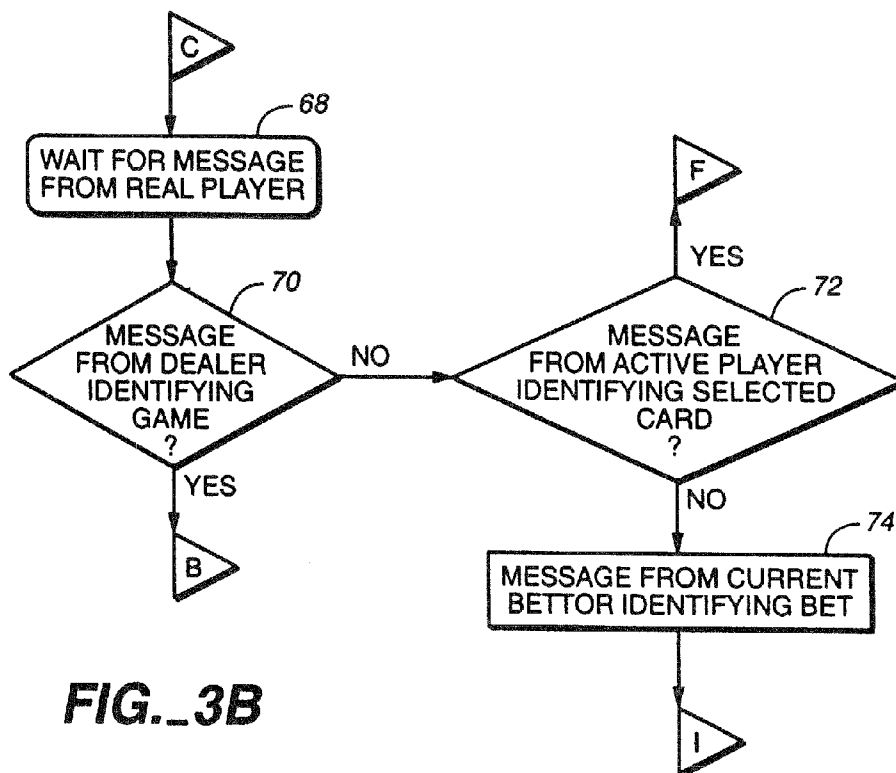 C
68
WAIT FOR MESSAGE
FROM REAL PLAYER
70
MESSAGE
FROM DEALER
IDENTIFYING
GAME
?
NO
YES
B
F
YES
72
MESSAGE
FROM ACTIVE PLAYER
IDENTIFYING SELECTED
CARD
?
NO
74
MESSAGE FROM CURRENT
BETTOR IDENTIFYING BET
I
FIG._3B